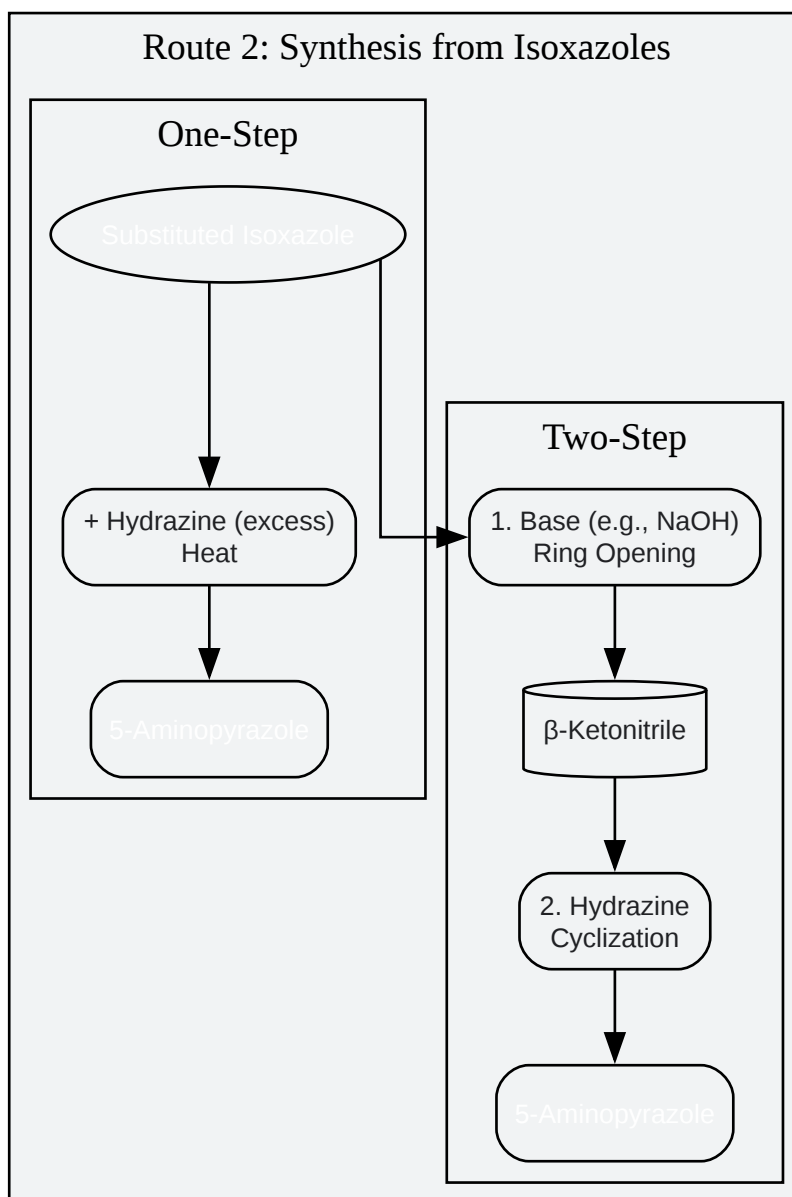 Route 2: Synthesis from Isoxazoles
One-Step
Substituted Isoxazole
+ Hydrazine (excess)
Heat
5-Aminopyrazole
Two-Step
1. Base (e.g., NaOH)
Ring Opening
β-Ketonitrile
2. Hydrazine
Cyclization
5-Aminopyrazole